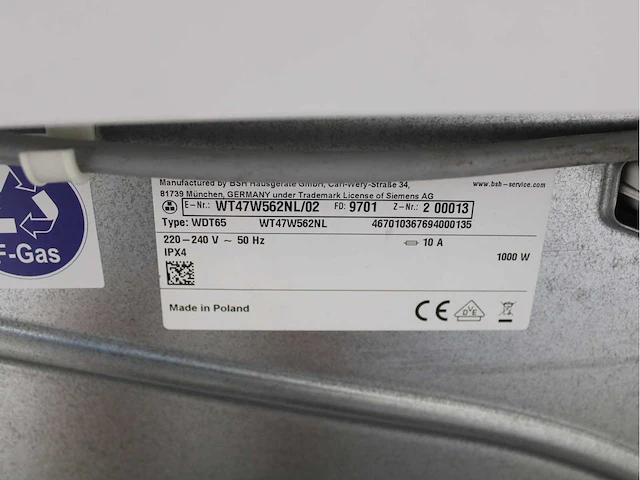 Manufactured by BSH Hausgeräte GmbH, Carl-Wery-Straße 34,
81739 München, GERMANY under Trademark License of Siemens AG
www.bsh-service.com
E-Nr.: WT47W562NL/02 FD: 9701 Z-Nr.: 2 00013
Type: WDT65 WT47W562NL 467010367694000135
220-240 V ~ 50 Hz 10 A
IPX4 1000 W
Made in Poland
CE VDE
F-Gas